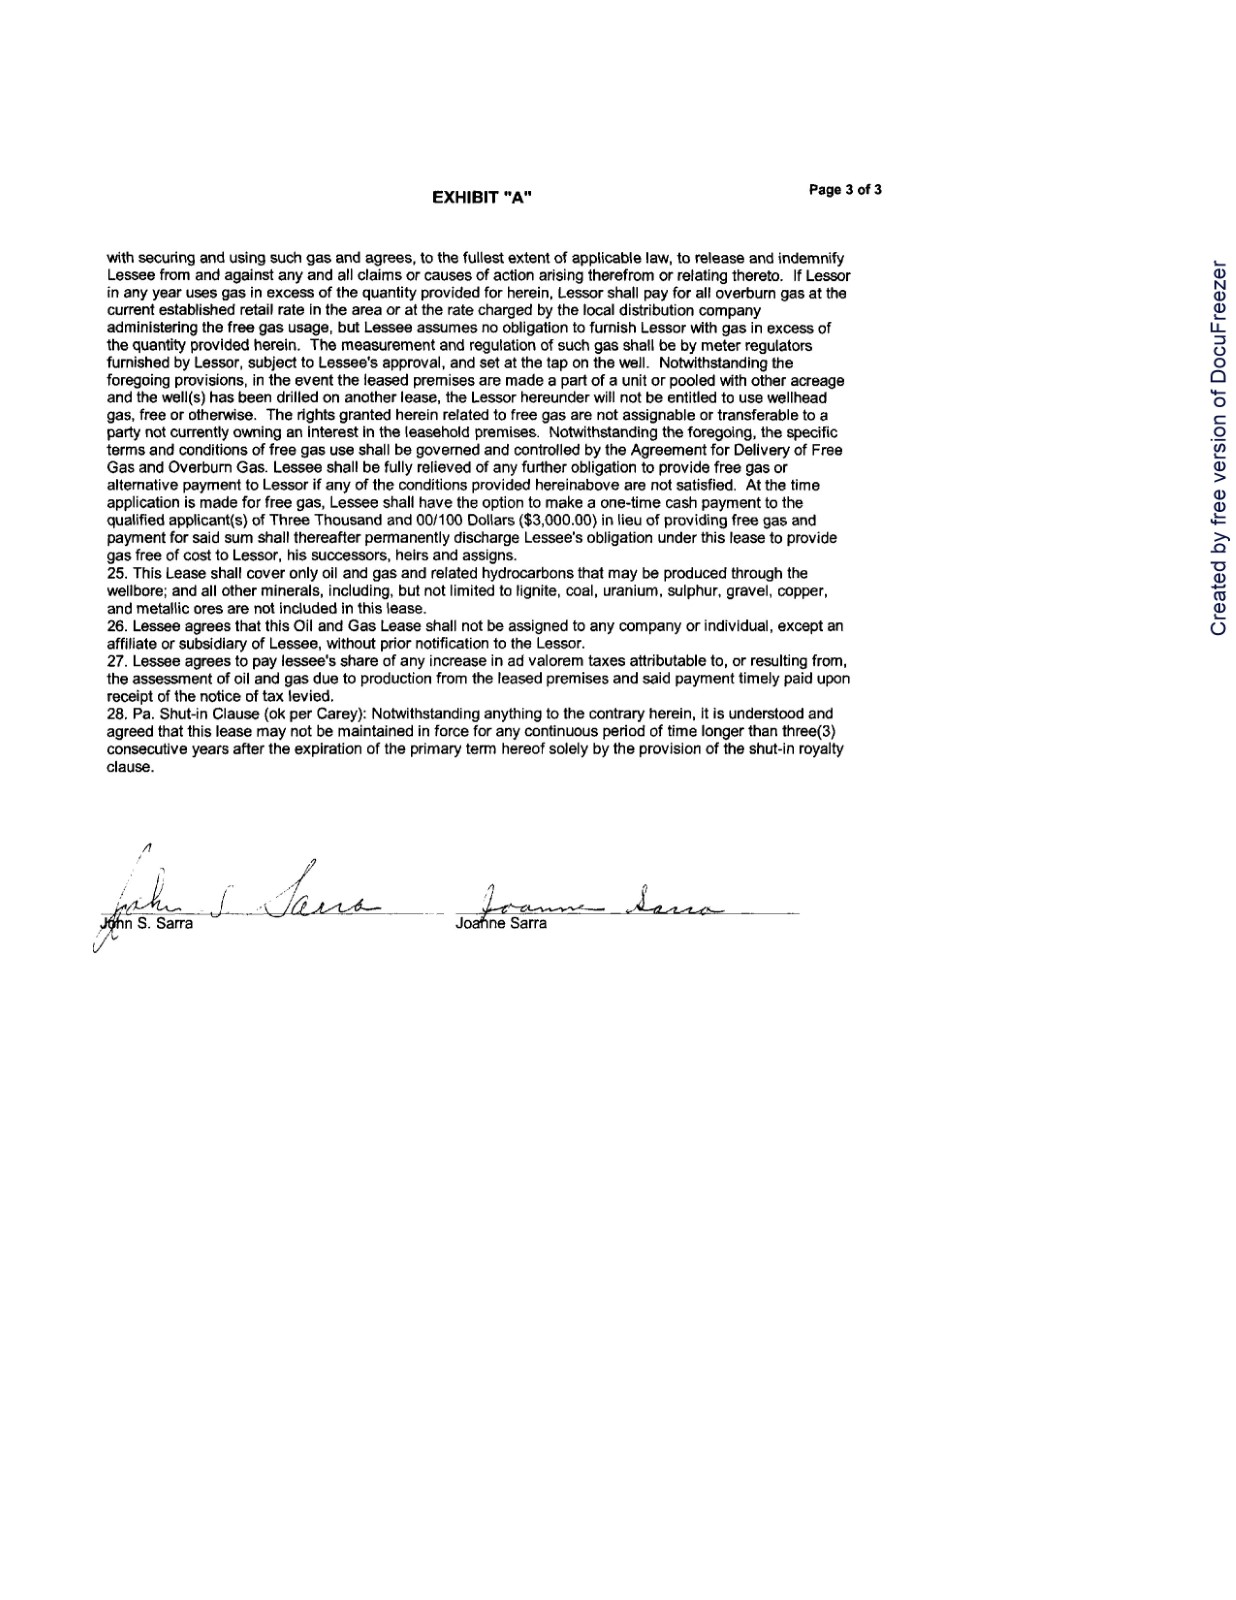 EXHIBIT "A"
Page 3 of 3
with securing and using such gas and agrees, to the fullest extent of applicable law, to release and indemnify
Lessee from and against any and all claims or causes of action arising therefrom or relating thereto.  If Lessor
in any year uses gas in excess of the quantity provided for herein, Lessor shall pay for all overburn gas at the
current established retail rate in the area or at the rate charged by the local distribution company
administering the free gas usage, but Lessee assumes no obligation to furnish Lessor with gas in excess of
the quantity provided herein.  The measurement and regulation of such gas shall be by meter regulators
furnished by Lessor, subject to Lessee's approval, and set at the tap on the well.  Notwithstanding the
foregoing provisions, in the event the leased premises are made a part of a unit or pooled with other acreage
and the well(s) has been drilled on another lease, the Lessor hereunder will not be entitled to use wellhead
gas, free or otherwise.  The rights granted herein related to free gas are not assignable or transferable to a
party not currently owning an interest in the leasehold premises.  Notwithstanding the foregoing, the specific
terms and conditions of free gas use shall be governed and controlled by the Agreement for Delivery of Free
Gas and Overburn Gas. Lessee shall be fully relieved of any further obligation to provide free gas or
alternative payment to Lessor if any of the conditions provided hereinabove are not satisfied.  At the time
application is made for free gas, Lessee shall have the option to make a one-time cash payment to the
qualified applicant(s) of Three Thousand and 00/100 Dollars ($3,000.00) in lieu of providing free gas and
payment for said sum shall thereafter permanently discharge Lessee's obligation under this lease to provide
gas free of cost to Lessor, his successors, heirs and assigns.
25. This Lease shall cover only oil and gas and related hydrocarbons that may be produced through the
wellbore; and all other minerals, including, but not limited to lignite, coal, uranium, sulphur, gravel, copper,
and metallic ores are not included in this lease.
26. Lessee agrees that this Oil and Gas Lease shall not be assigned to any company or individual, except an
affiliate or subsidiary of Lessee, without prior notification to the Lessor.
27. Lessee agrees to pay lessee's share of any increase in ad valorem taxes attributable to, or resulting from,
the assessment of oil and gas due to production from the leased premises and said payment timely paid upon
receipt of the notice of tax levied.
28. Pa. Shut-in Clause (ok per Carey): Notwithstanding anything to the contrary herein, it is understood and
agreed that this lease may not be maintained in force for any continuous period of time longer than three(3)
consecutive years after the expiration of the primary term hereof solely by the provision of the shut-in royalty
clause.
John S Sarra
Joanne Sarra
John S. Sarra
Joanne Sarra
Created by free version of DocuFreezer